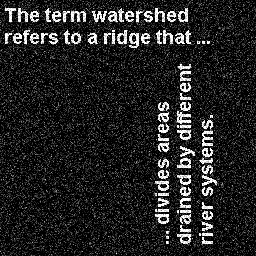 The term watershed
refers to a ridge that ...
... divides areas
drained by different
river systems.